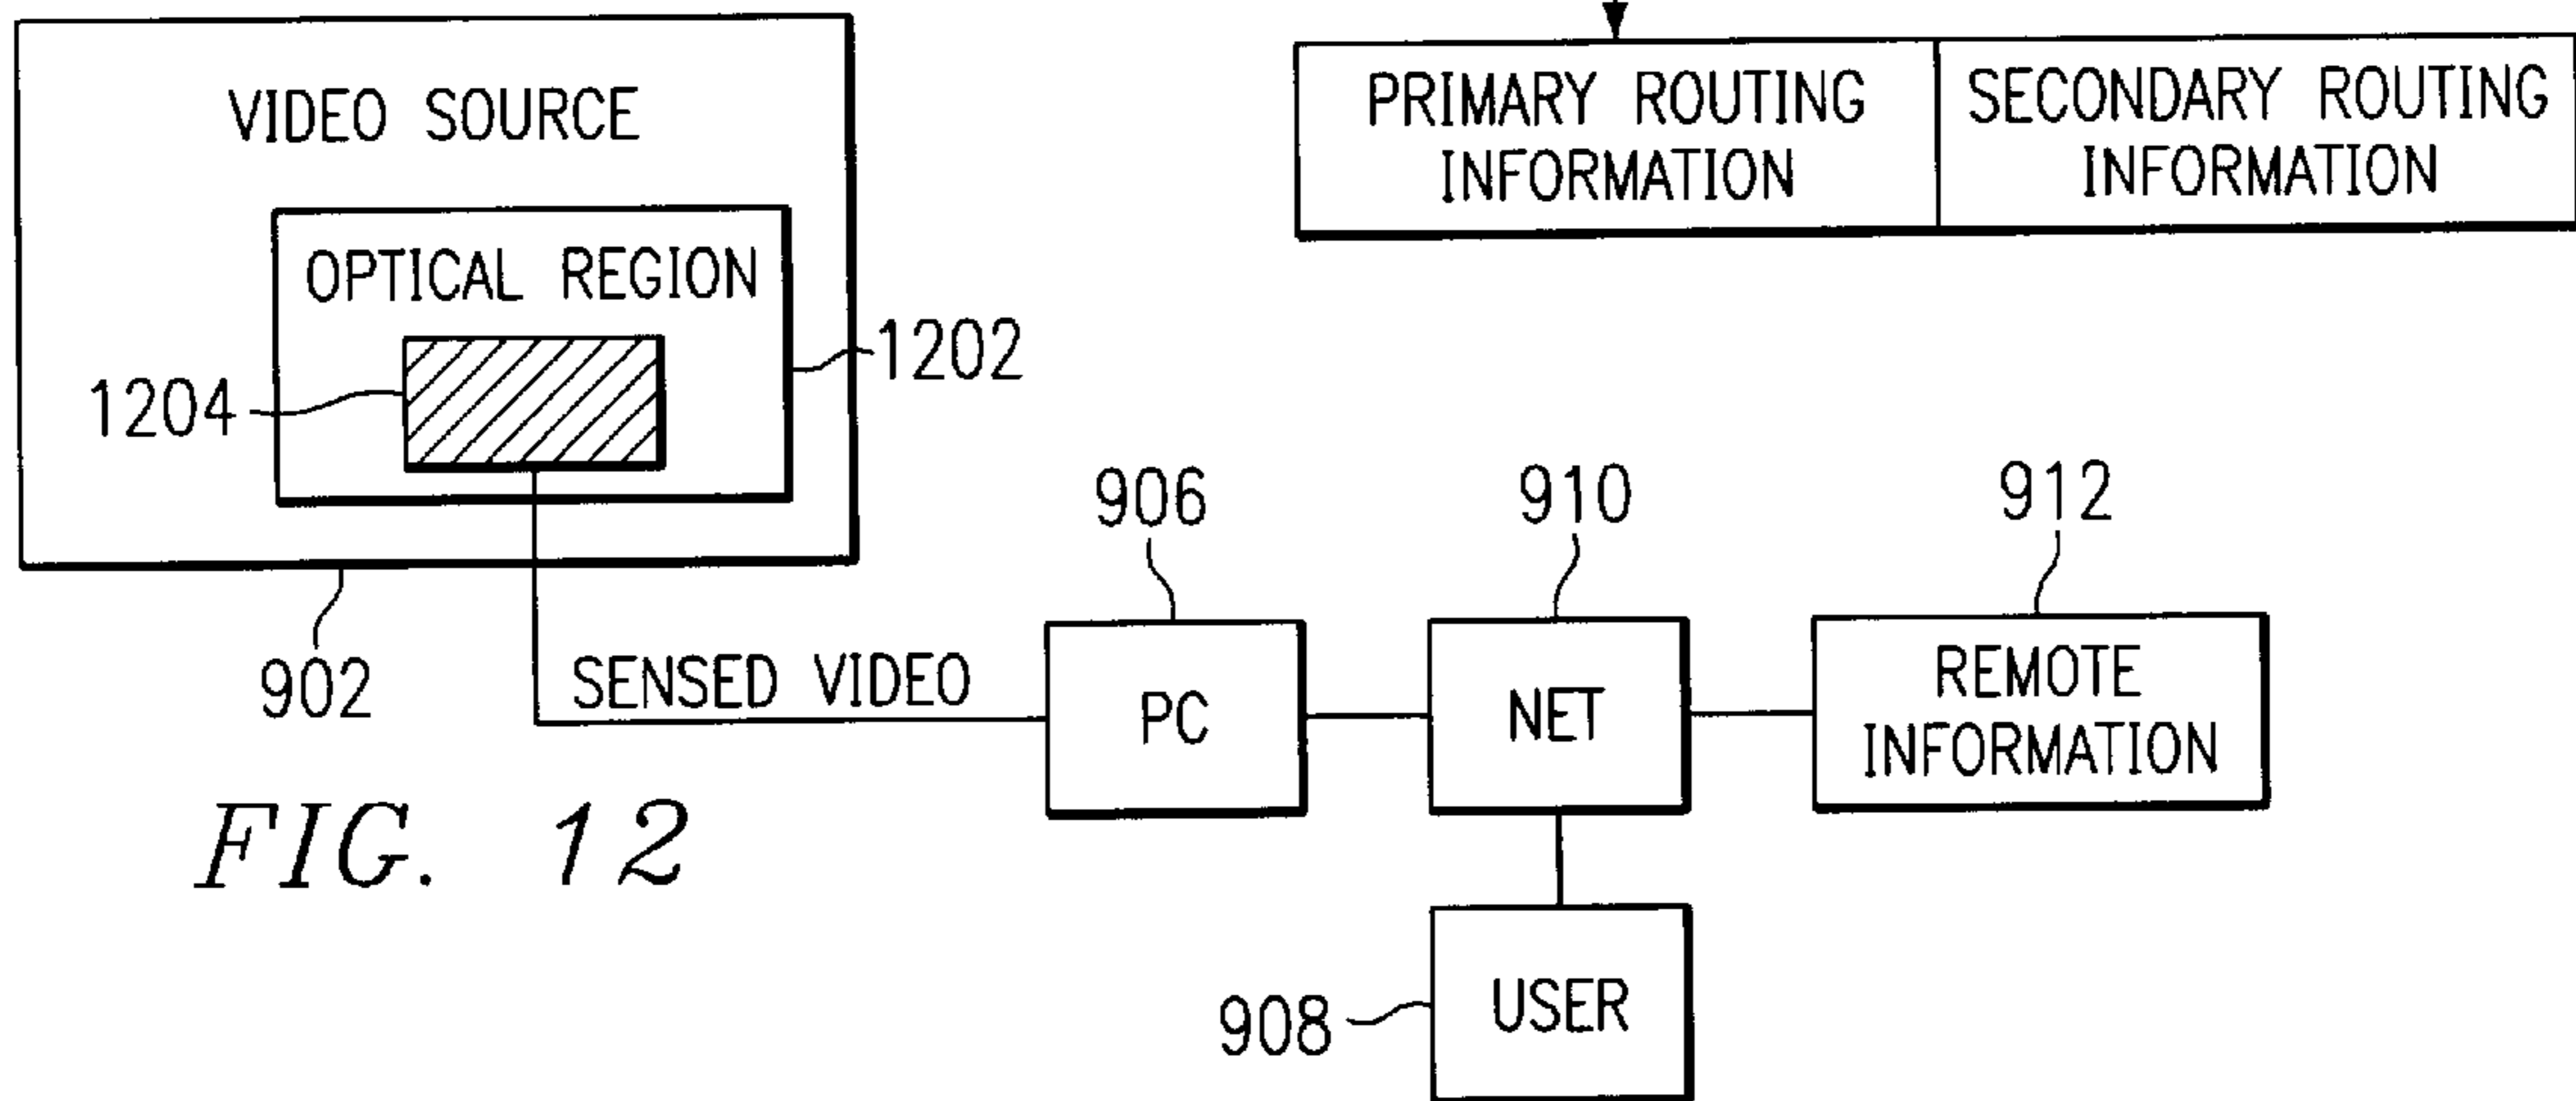 VIDEO SOURCE
OPTICAL REGION
1202
1204
902
PRIMARY ROUTING
INFORMATION
SECONDARY ROUTING
INFORMATION
SENSED VIDEO
906
PC
910
NET
912
REMOTE
INFORMATION
908
USER
FIG. 12